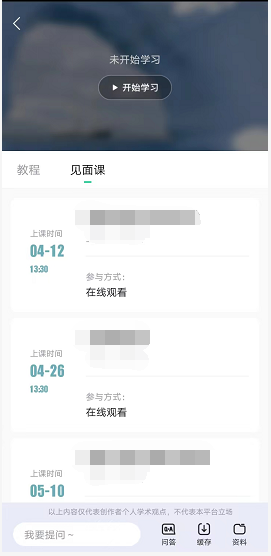 未开始学习
开始学习
教程
见面课
上课时间
04-12
13:30
参与方式：
在线观看
上课时间
04-26
13:30
参与方式：
在线观看
上课时间
05-10
以上内容仅代表创作者个人学术观点，不代表本平台立场
我要提问~
Q&A
问答
缓存
资料